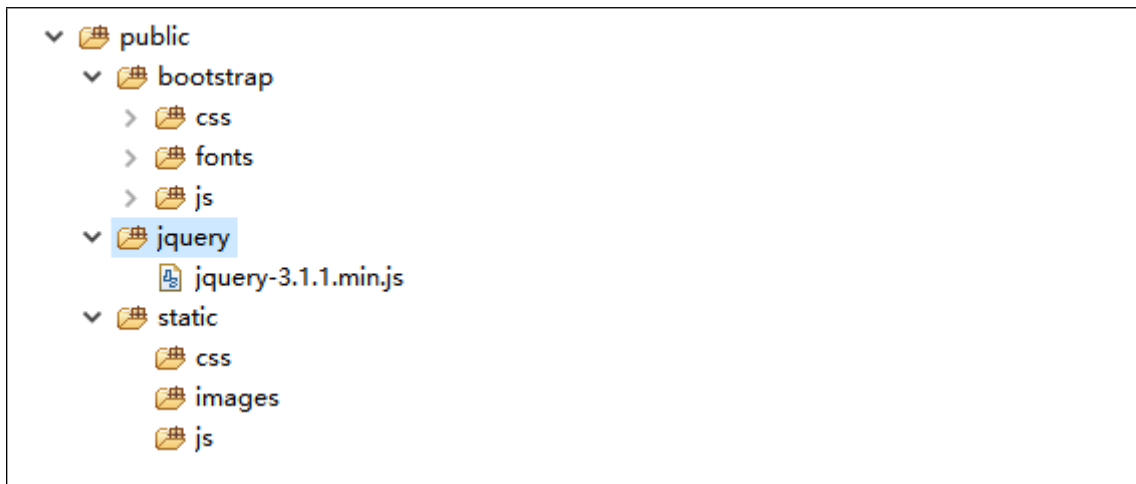 public
bootstrap
css
fonts
js
jquery
jquery-3.1.1.min.js
static
css
images
js